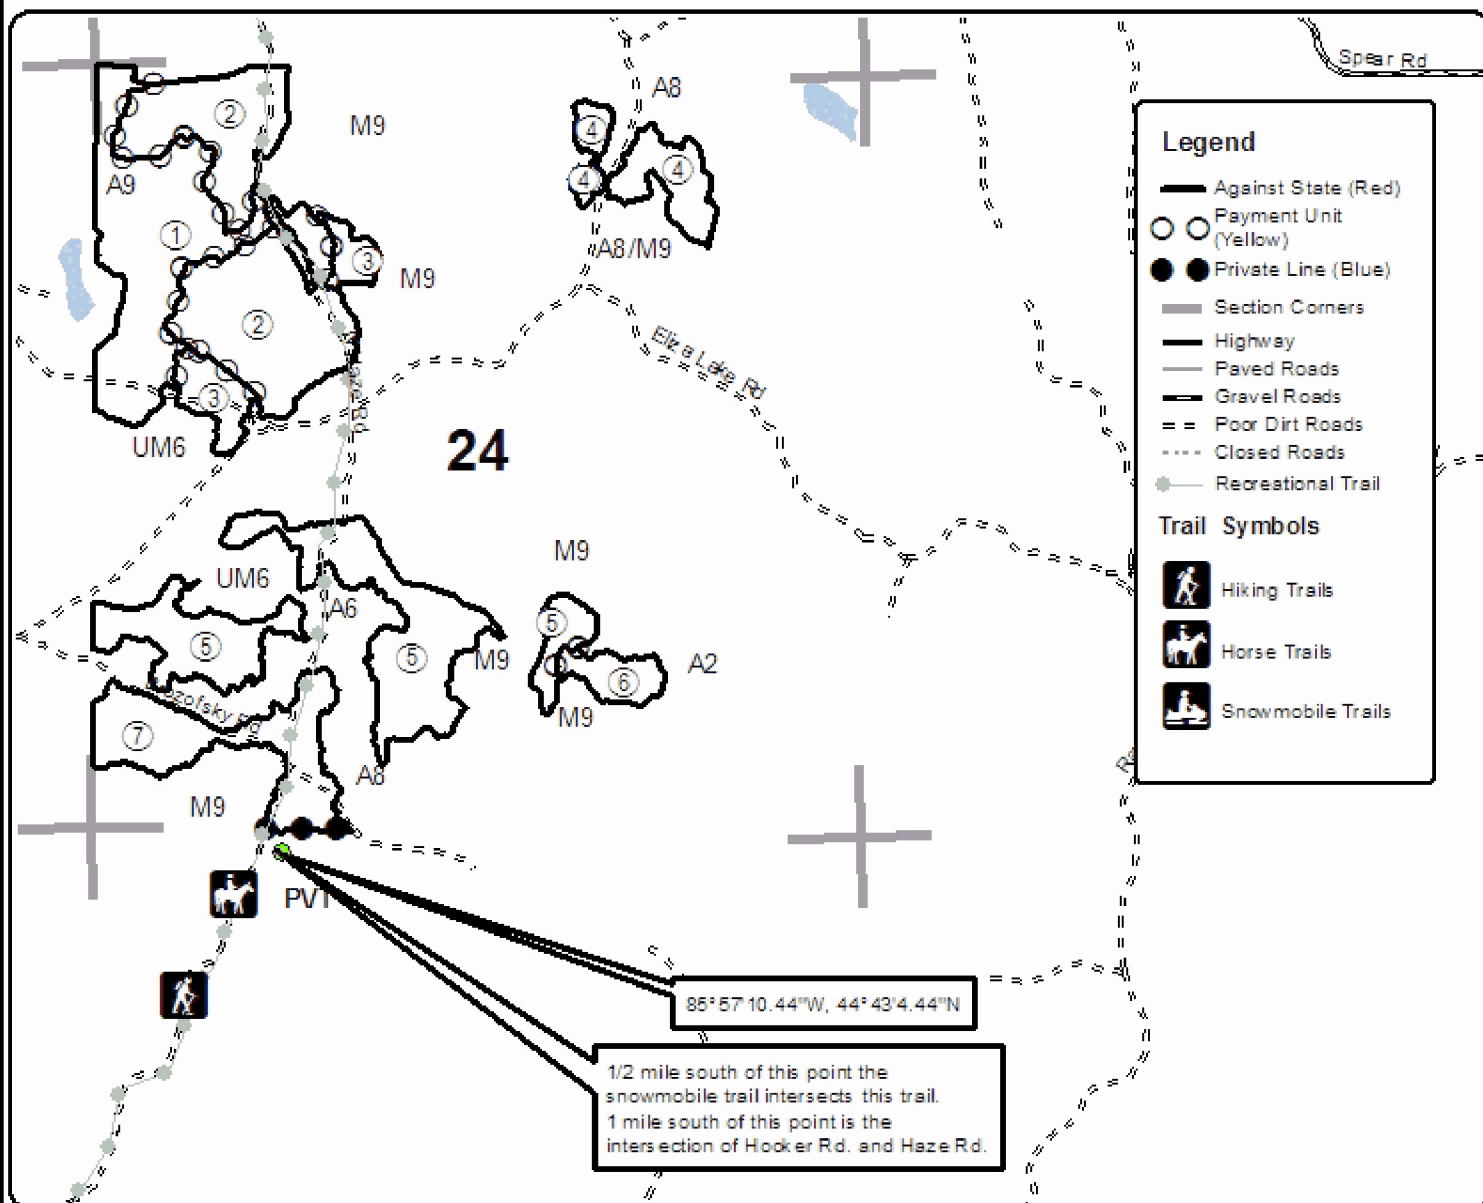 Spear Rd
A8
2
M9
4
4
4
A9
1
3
A8/M9
M9
2
Eliza Lake Rd
Haze Rd
3
UM6
24
M9
UM6
A6
5
5
5
M9
A2
6
M9
7
A8
M9
PVT
85°57'10.44"W, 44°43'4.44"N
1/2 mile south of this point the
snowmobile trail intersects this trail.
1 mile south of this point is the
intersection of Hooker Rd. and Haze Rd.
Legend
Against State (Red)
Payment Unit
(Yellow)
Private Line (Blue)
Section Corners
Highway
Paved Roads
Gravel Roads
Poor Dirt Roads
Closed Roads
Recreational Trail
Trail Symbols
Hiking Trails
Horse Trails
Snowmobile Trails